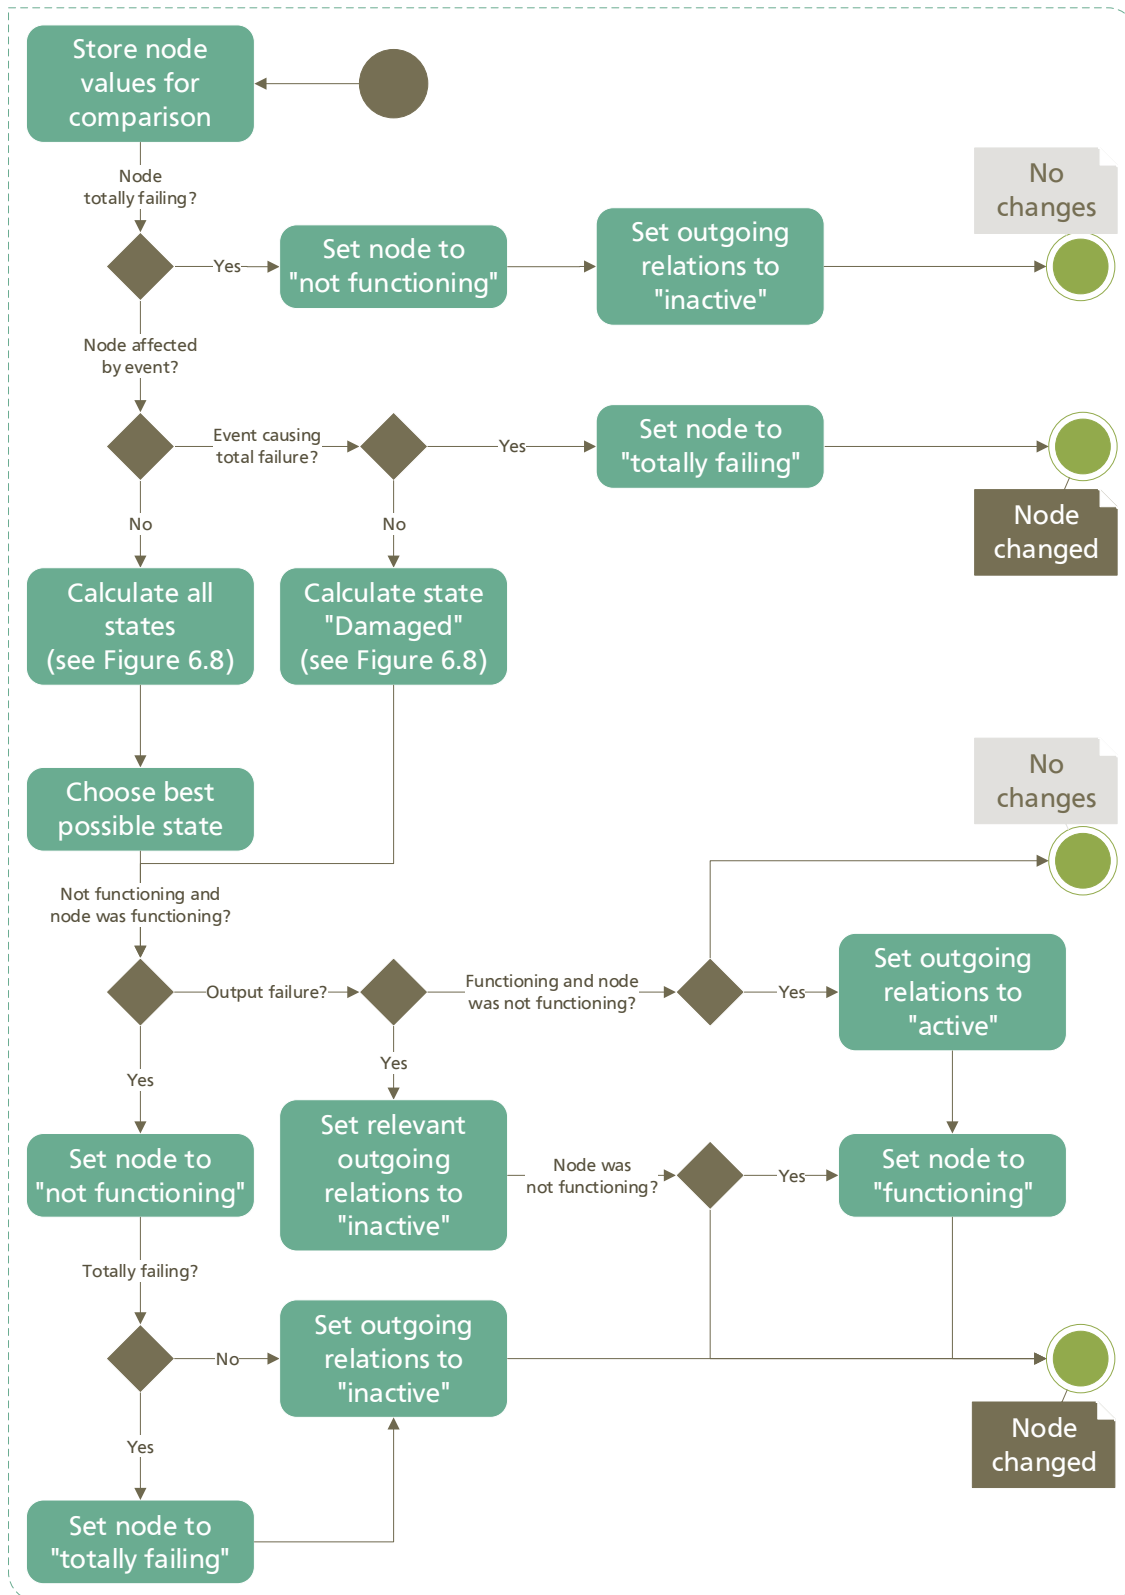 Store node
values for
comparison
Node
totally failing?
No
changes
Yes
Set node to
"not functioning"
Set outgoing
relations to
"inactive"
Node affected
by event?
Event causing
total failure?
Yes
Set node to
"totally failing"
No
No
Node
changed
Calculate all
states
(see Figure 6.8)
Calculate state
"Damaged"
(see Figure 6.8)
Choose best
possible state
No
changes
Not functioning and
node was functioning?
Output failure?
Functioning and node
was not functioning?
Yes
Set outgoing
relations to
"active"
Yes
Yes
Set node to
"not functioning"
Set relevant
outgoing
relations to
"inactive"
Node was
not functioning?
Yes
Set node to
"functioning"
Totally failing?
No
Set outgoing
relations to
"inactive"
Node
changed
Yes
Set node to
"totally failing"